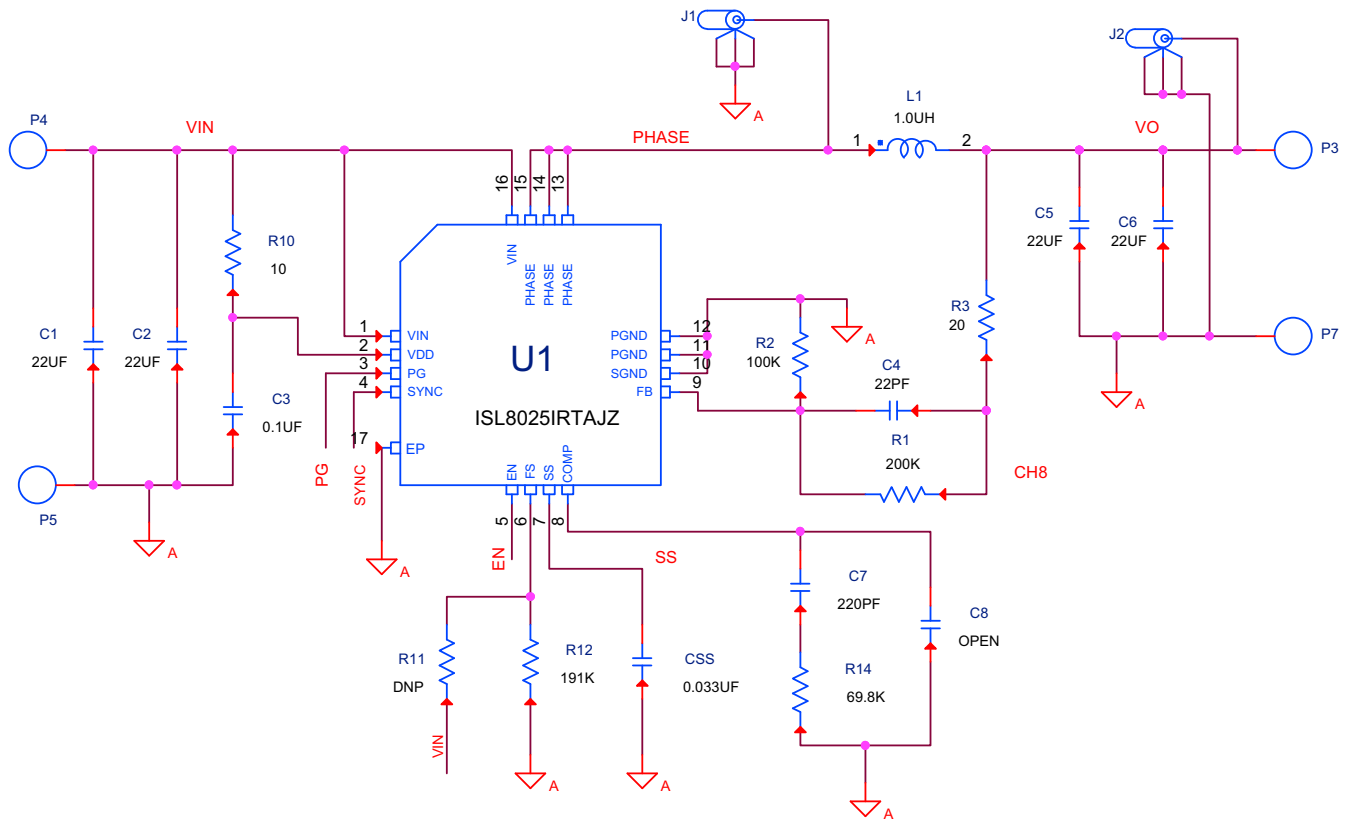 J1
J2
P4
VIN
A
L1
1.0UH
PHASE
1
2
VO
P3
16
15
14
13
R10
10
VIN
PHASE
PHASE
PHASE
C5
22UF
C6
22UF
R3
20
C1
22UF
C2
22UF
1
2
3
4
VIN
VDD
PG
SYNC
U1
PGND
PGND
SGND
FB
12
11
10
9
R2
100K
A
P7
C4
22PF
A
C3
0.1UF
ISL8025IRTAJZ
17
EP
R1
200K
CH8
PG
SYNC
EN
FS
SS
COMP
P5
A
5
6
7
8
EN
SS
A
C7
220PF
C8
OPEN
R11
DNP
R12
191K
CSS
0.033UF
R14
69.8K
VIN
A
A
A